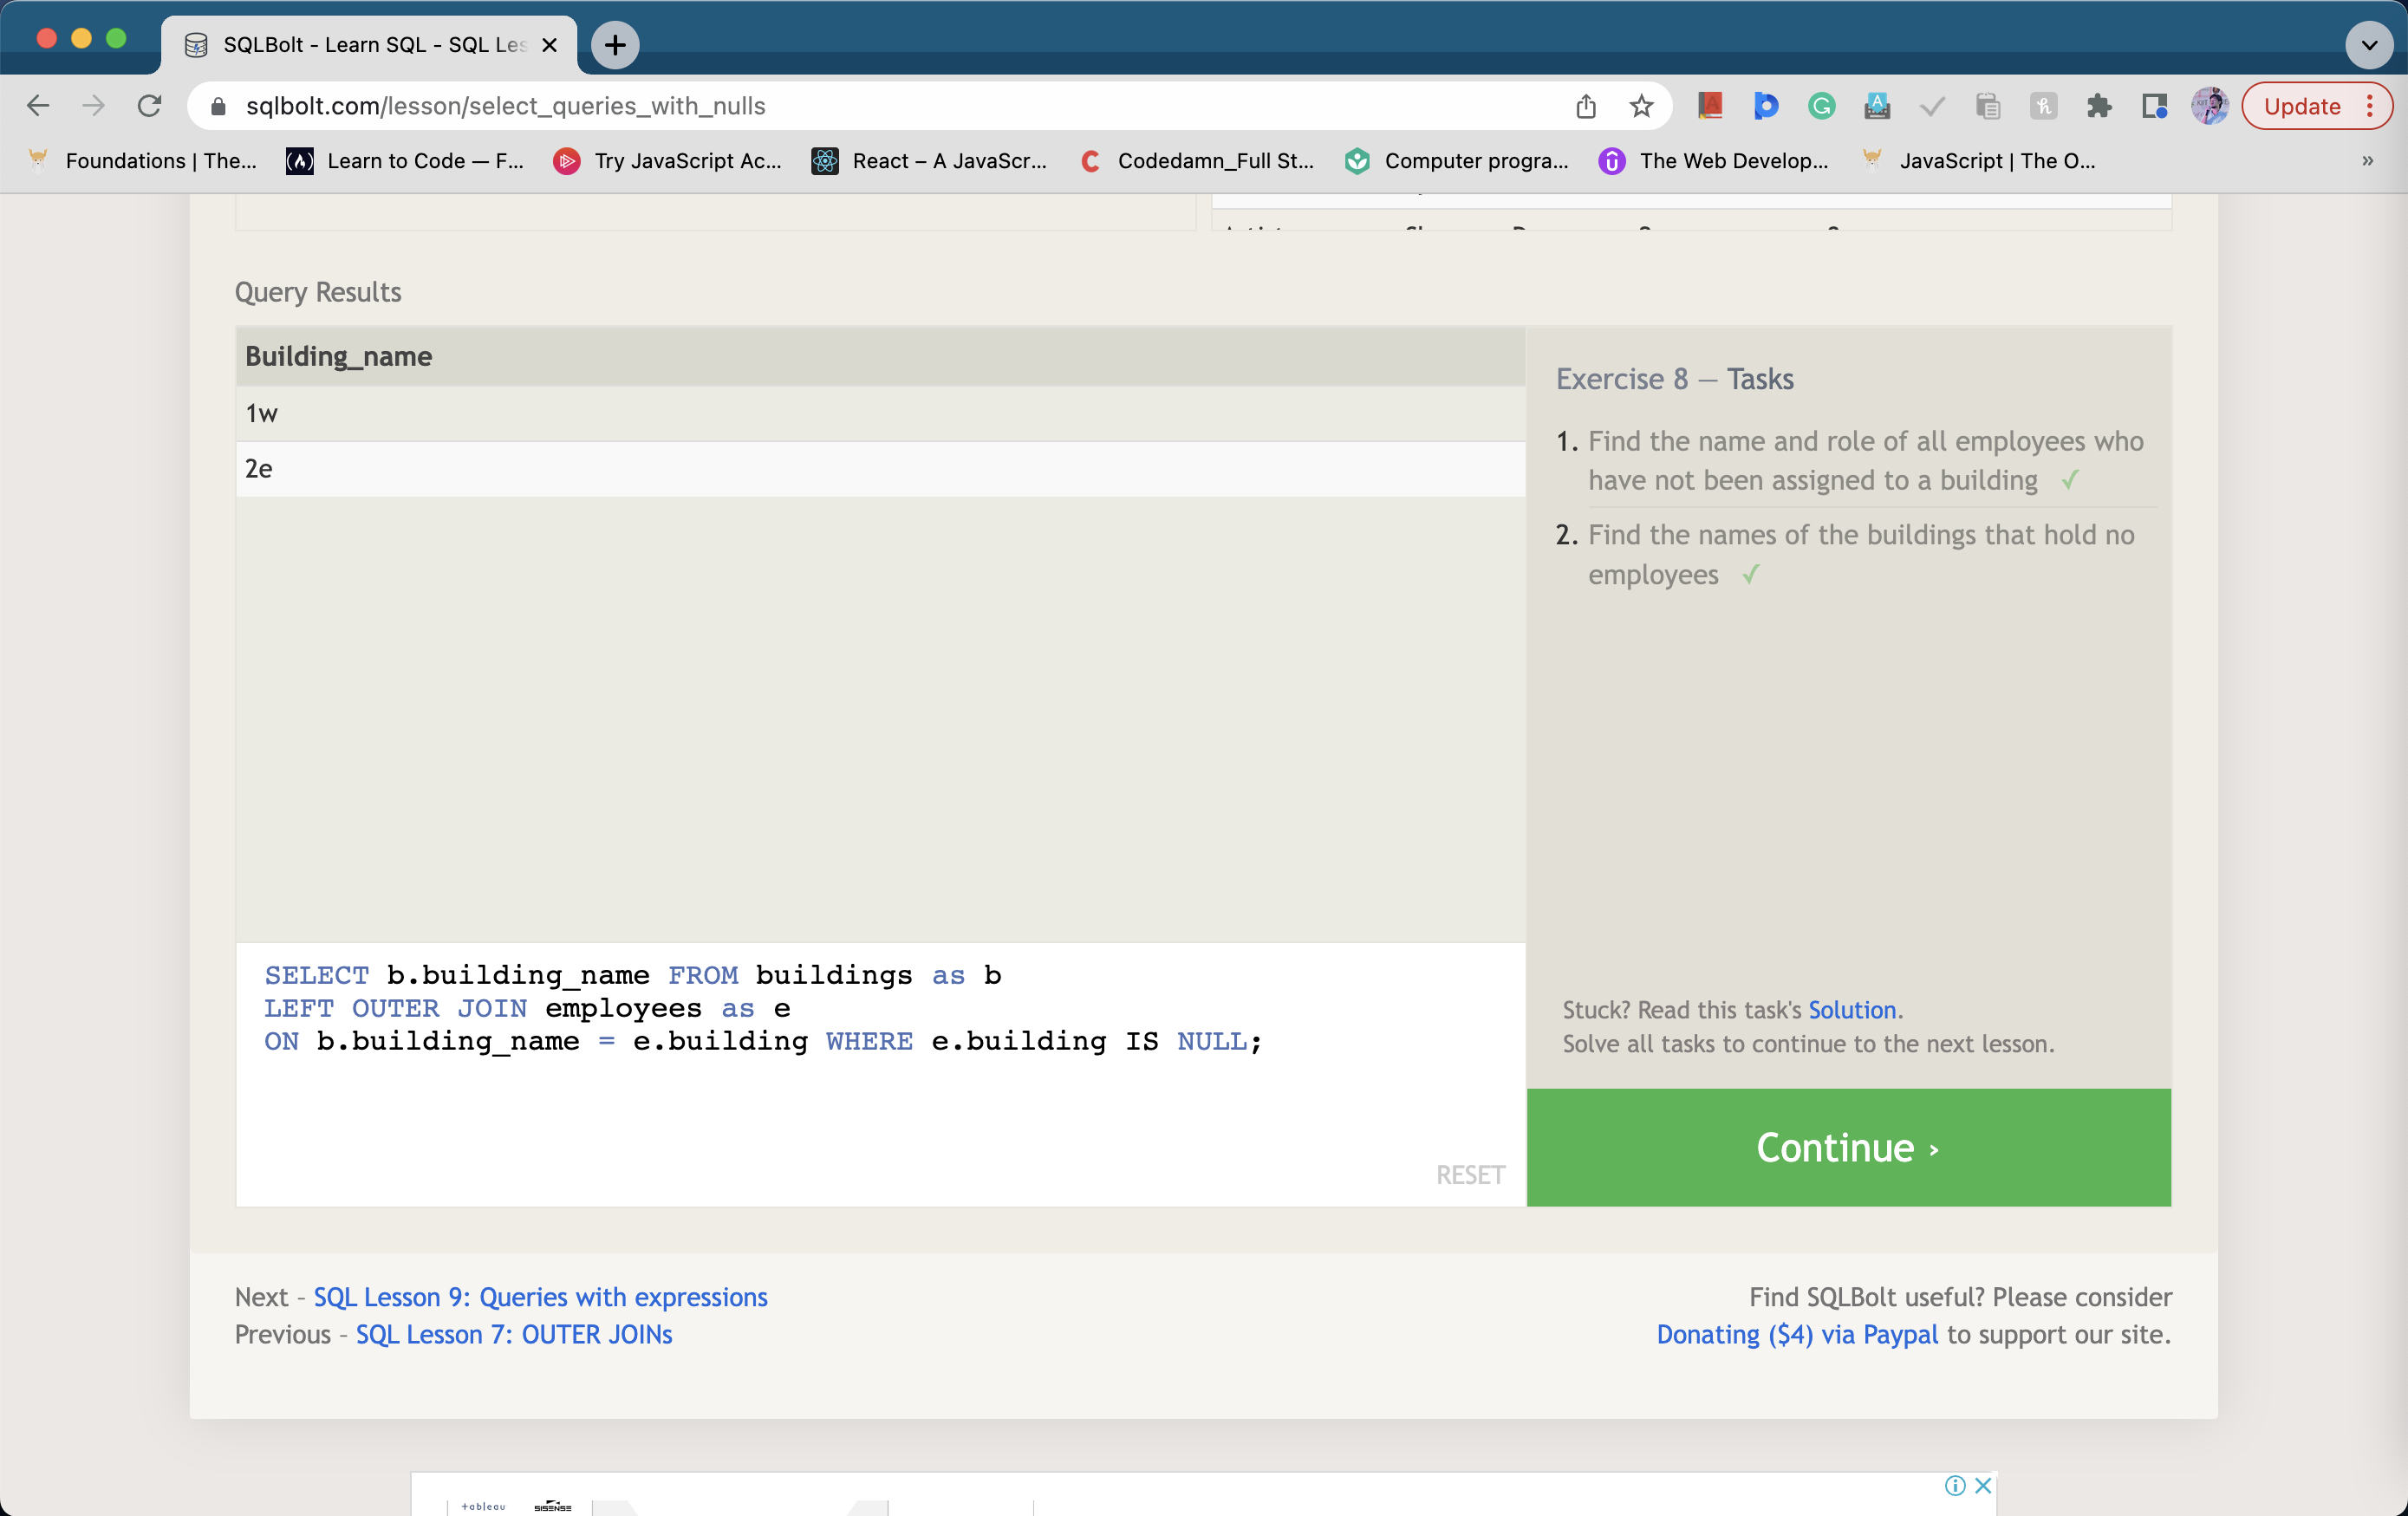 SQLBolt - Learn SQL - SQL Les
sqlbolt.com/lesson/select_queries_with_nulls
Update
Foundations | The...
Learn to Code — F...
Try JavaScript Ac...
React – A JavaScr...
Codedamn_Full St...
Computer progra...
The Web Develop...
JavaScript | The O...
»
Query Results
Building_name
1w
2e
Exercise 8 — Tasks
1. Find the name and role of all employees who
have not been assigned to a building ✓
2. Find the names of the buildings that hold no
employees ✓
SELECT b.building_name FROM buildings as b
LEFT OUTER JOIN employees as e
ON b.building_name = e.building WHERE e.building IS NULL;
RESET
Stuck? Read this task's Solution.
Solve all tasks to continue to the next lesson.
Continue ›
Next – SQL Lesson 9: Queries with expressions
Previous – SQL Lesson 7: OUTER JOINs
Find SQLBolt useful? Please consider
Donating ($4) via Paypal to support our site.
tableau
SISENSE